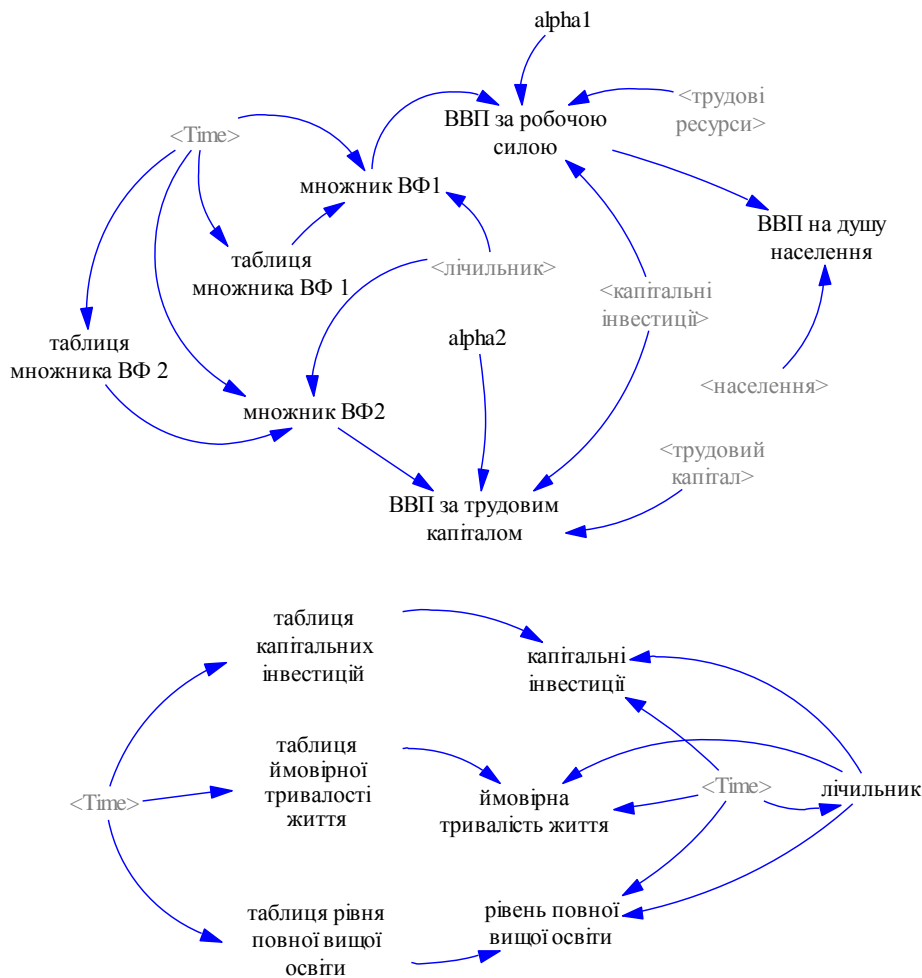 alpha1
<трудові
ресурси>
ВВП за робочою
силою
<Time>
множник ВФ1
ВВП на душу
населення
таблиця
множника ВФ 1
<лічильник>
<капітальні
інвестиції>
таблиця
множника ВФ 2
alpha2
<населення>
множник ВФ2
<трудовий
капітал>
ВВП за трудовим
капіталом
таблиця
капітальних
інвестицій
капітальні
інвестиції
таблиця
ймовірної
тривалості
життя
<Time>
ймовірна
тривалість життя
<Time>
лічильник
таблиця рівня
повної вищої
освіти
рівень повної
вищої освіти